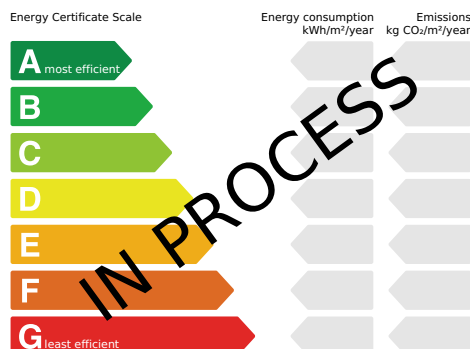 Energy Certificate Scale
Energy consumption
kWh/m²/year
Emissions
kg CO₂/m²/year
A most efficient
B
C
D
E
F
G least efficient
IN PROCESS